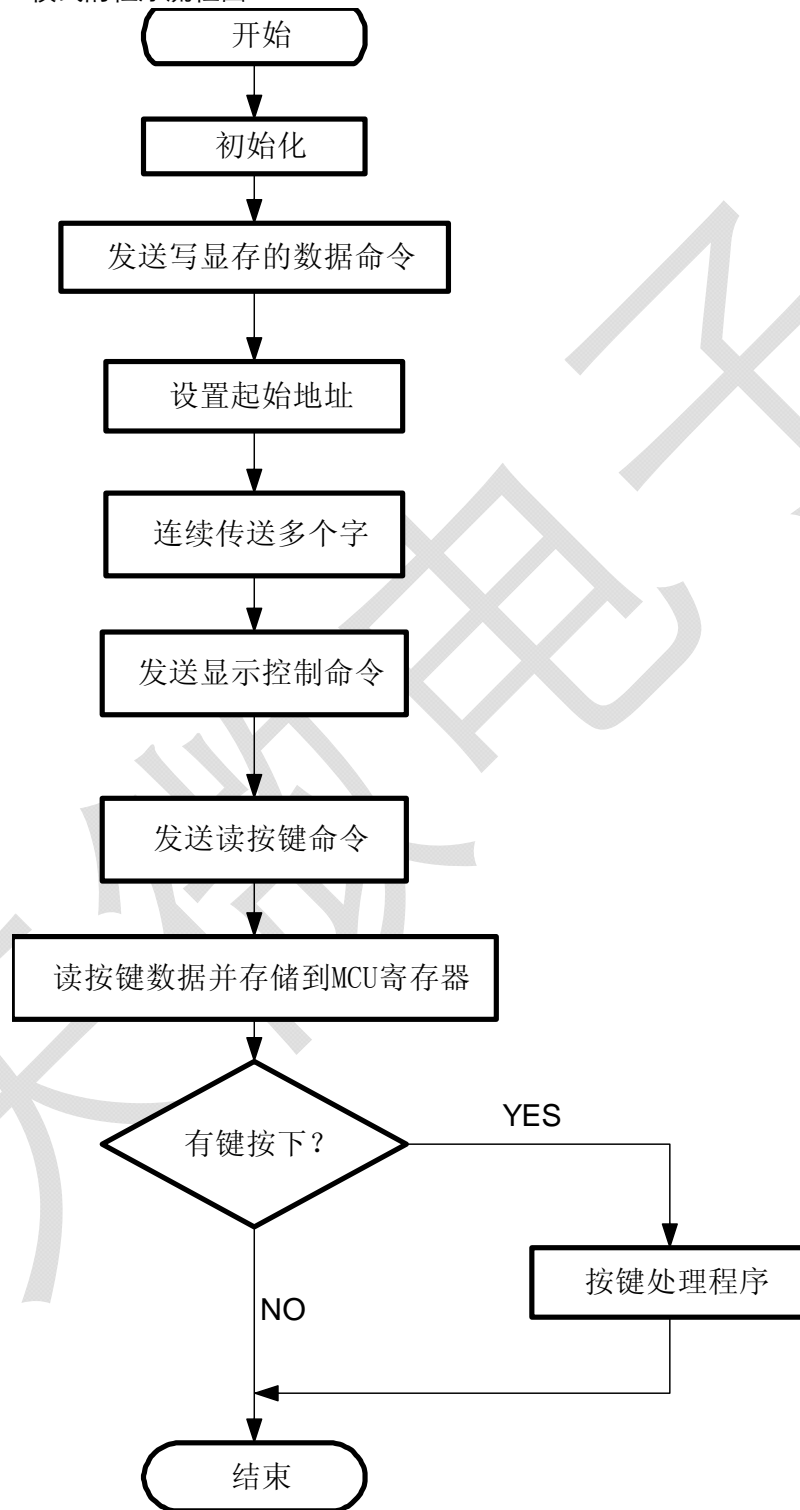 开始
初始化
发送写显存的数据命令
设置起始地址
连续传送多个字
发送显示控制命令
发送读按键命令
读按键数据并存储到MCU寄存器
有键按下?
YES
按键处理程序
NO
结束